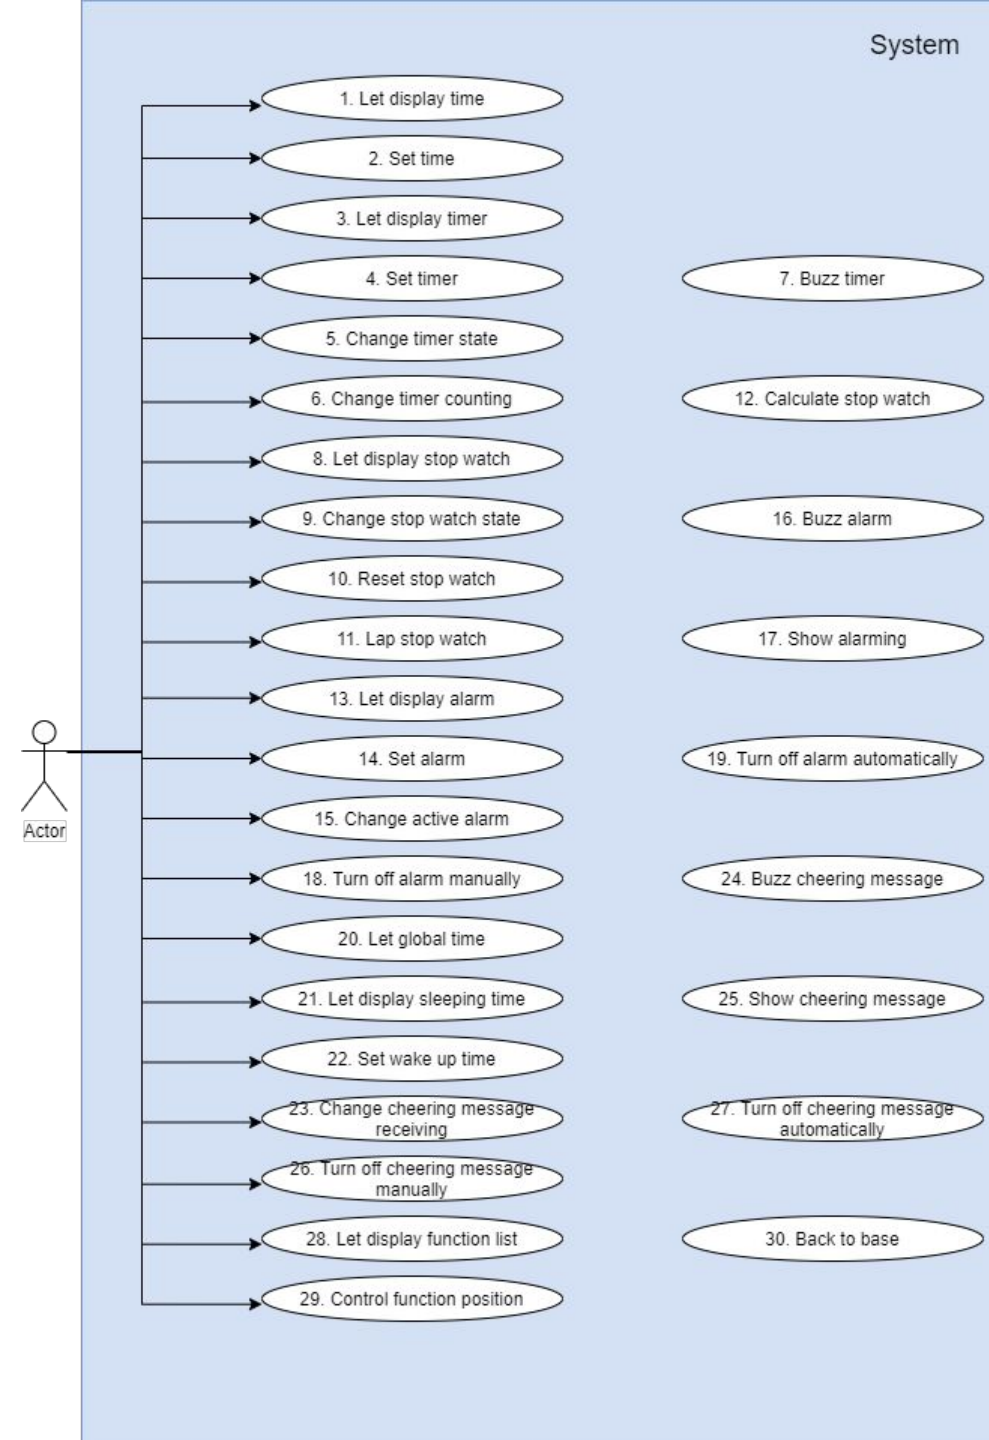 System
1. Let display time
2. Set time
3. Let display timer
4. Set timer
7. Buzz timer
5. Change timer state
6. Change timer counting
12. Calculate stop watch
8. Let display stop watch
9. Change stop watch state
16. Buzz alarm
10. Reset stop watch
11. Lap stop watch
17. Show alarming
13. Let display alarm
14. Set alarm
19. Turn off alarm automatically
Actor
15. Change active alarm
18. Turn off alarm manually
24. Buzz cheering message
20. Let global time
21. Let display sleeping time
25. Show cheering message
22. Set wake up time
23. Change cheering message
receiving
27. Turn off cheering message
automatically
26. Turn off cheering message
manually
28. Let display function list
30. Back to base
29. Control function position